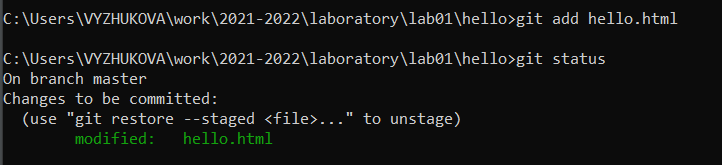 C:\Users\VYZHUKOVA\work\2021-2022\laboratory\lab01\hello>git add hello.html
C:\Users\VYZHUKOVA\work\2021-2022\laboratory\lab01\hello>git status
On branch master
Changes to be committed:
  (use "git restore --staged <file>..." to unstage)
        modified:   hello.html